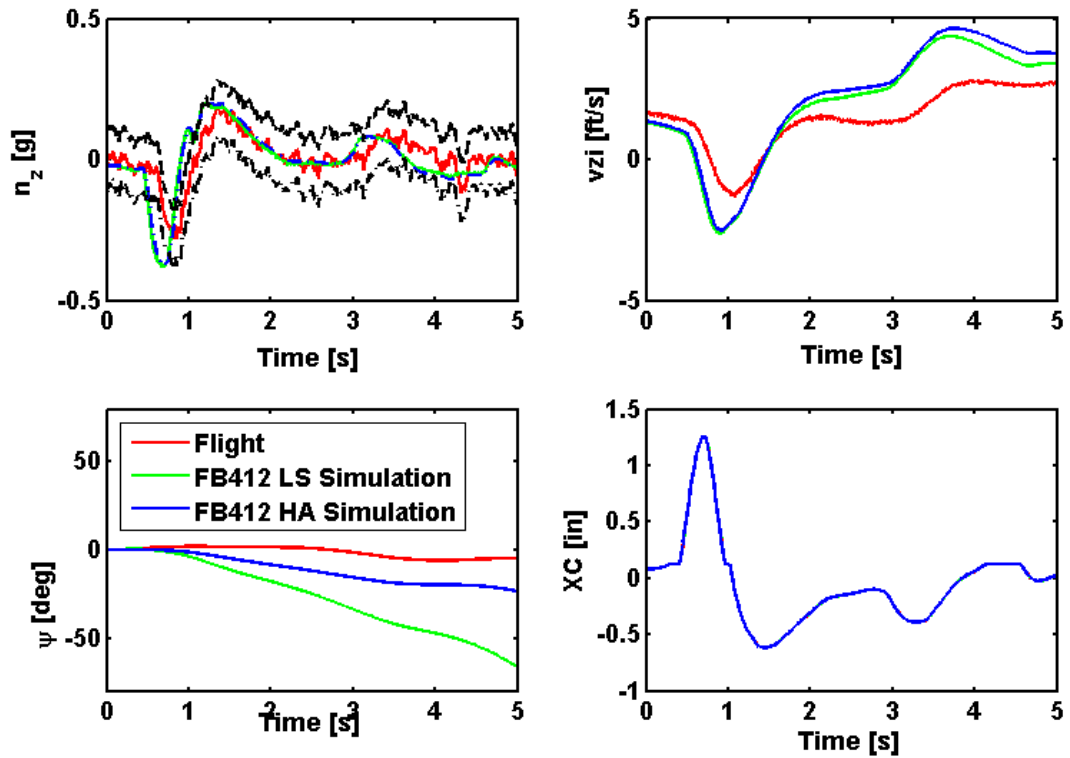 0.5
0
-0.5
n_z [g]
0 1 2 3 4 5
Time [s]
5
0
-5
vzi [ft/s]
0 1 2 3 4 5
Time [s]
50
0
-50
ψ [deg]
Flight
FB412 LS Simulation
FB412 HA Simulation
0 1 2 3 4 5
Time [s]
1.5
1
0.5
0
-0.5
-1
XC [in]
0 1 2 3 4 5
Time [s]